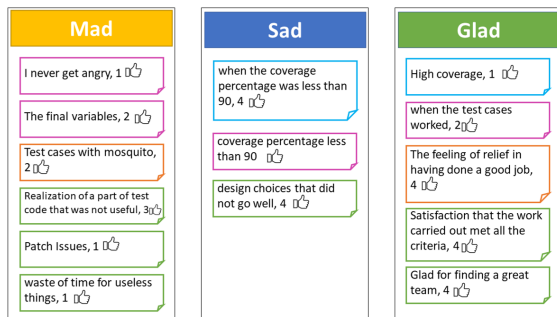 Mad
I never get angry, 1
The final variables, 2
Test cases with mosquito,
2
Realization of a part of test
code that was not useful, 3
Patch Issues, 1
waste of time for useless
things, 1
Sad
when the coverage
percentage was less than
90, 4
coverage percentage less
than 90
design choices that did
not go well, 4
Glad
High coverage, 1
when the test cases
worked, 2
The feeling of relief in
having done a good job,
4
Satisfaction that the work
carried out met all the
criteria, 4
Glad for finding a great
team, 4